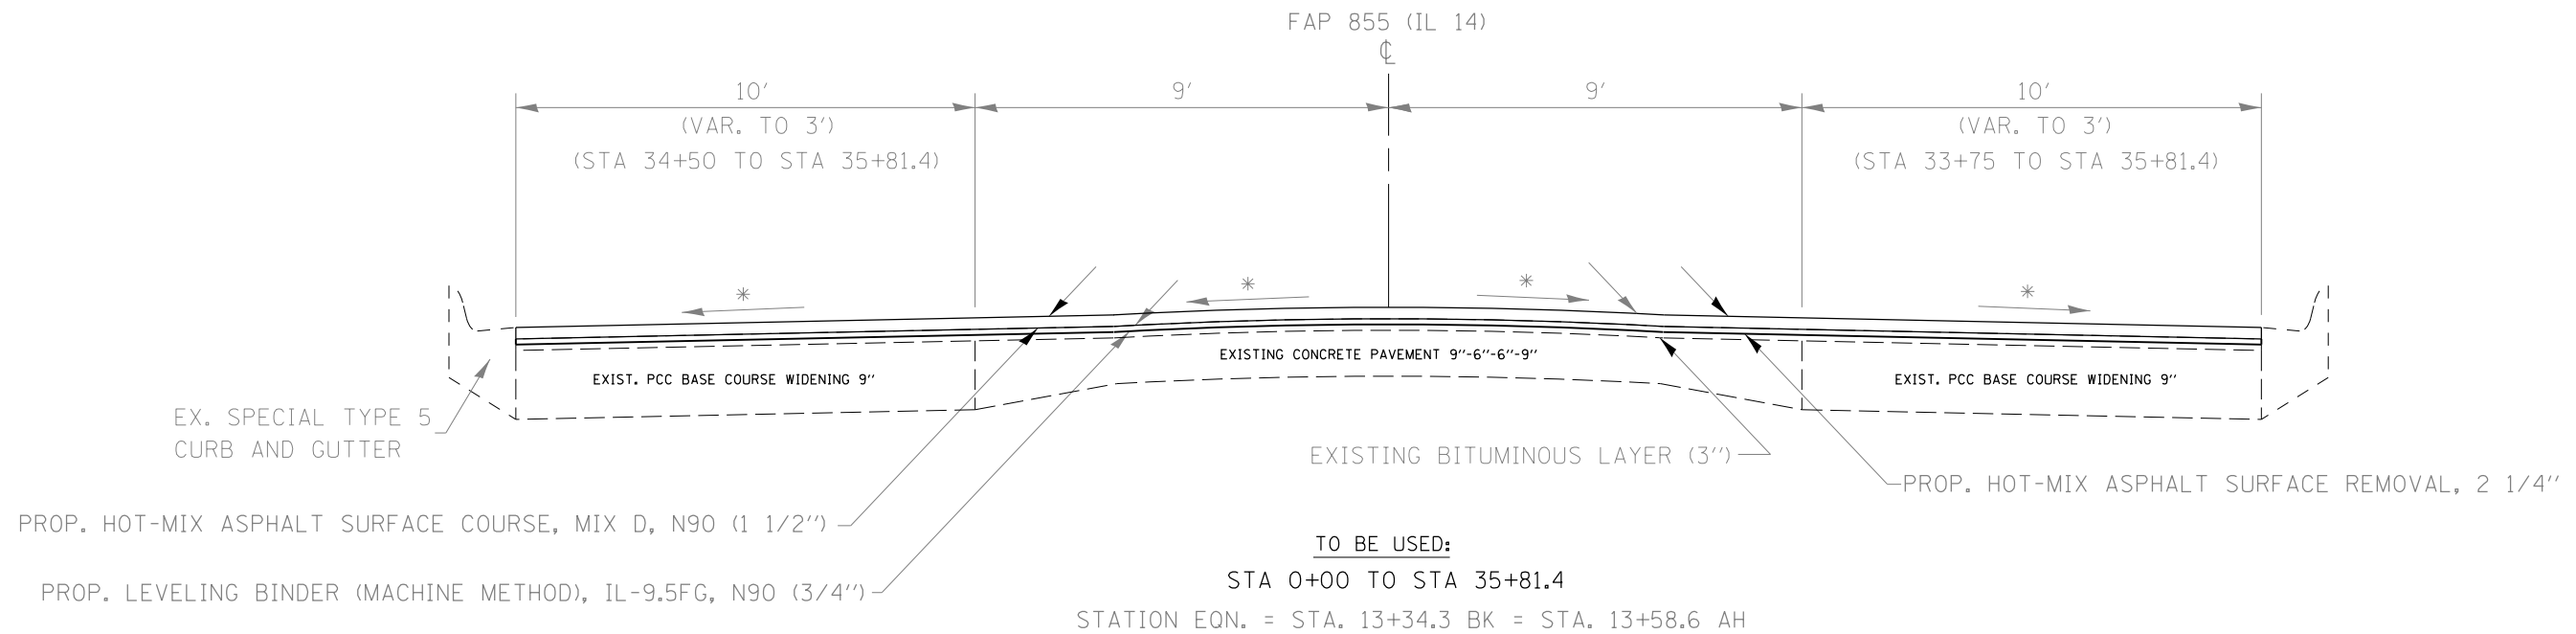 FAP 855 (IL 14)
℄
10' 9' 9' 10'
(VAR. TO 3') (VAR. TO 3')
(STA 34+50 TO STA 35+81.4) (STA 33+75 TO STA 35+81.4)
* * * *
EXISTING CONCRETE PAVEMENT 9"-6"-6"-9"
EXIST. PCC BASE COURSE WIDENING 9" EXIST. PCC BASE COURSE WIDENING 9"
EX. SPECIAL TYPE 5
CURB AND GUTTER
EXISTING BITUMINOUS LAYER (3")
PROP. HOT-MIX ASPHALT SURFACE REMOVAL, 2 1/4"
PROP. HOT-MIX ASPHALT SURFACE COURSE, MIX D, N90 (1 1/2")
TO BE USED:
STA 0+00 TO STA 35+81.4
PROP. LEVELING BINDER (MACHINE METHOD), IL-9.5FG, N90 (3/4")
STATION EQN. = STA. 13+34.3 BK = STA. 13+58.6 AH